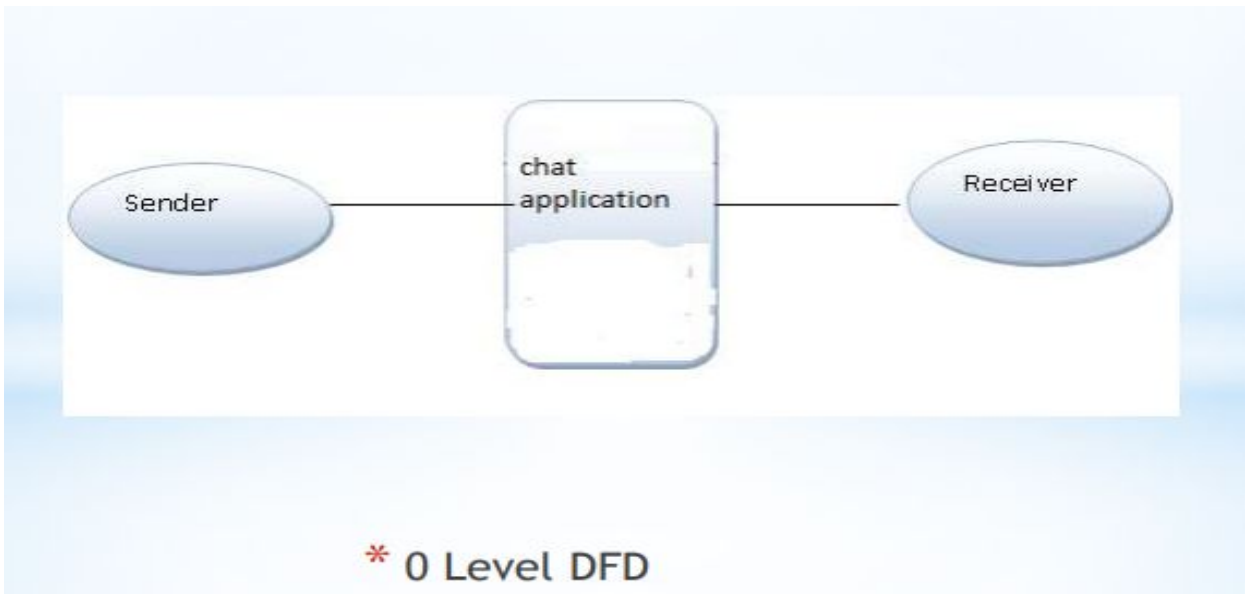 Sender
chat
application
Receiver
* 0 Level DFD